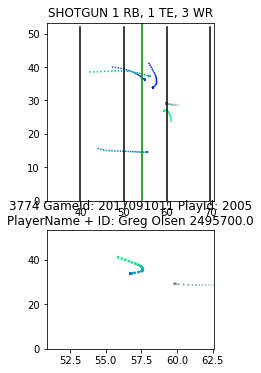 SHOTGUN 1 RB, 1 TE, 3 WR
50
40
30
20
10
0
40 50 60 70
3774 GameId: 2017091011 PlayId: 2005
PlayerName + ID: Greg Olsen 2495700.0
40
20
0
52.5 55.0 57.5 60.0 62.5